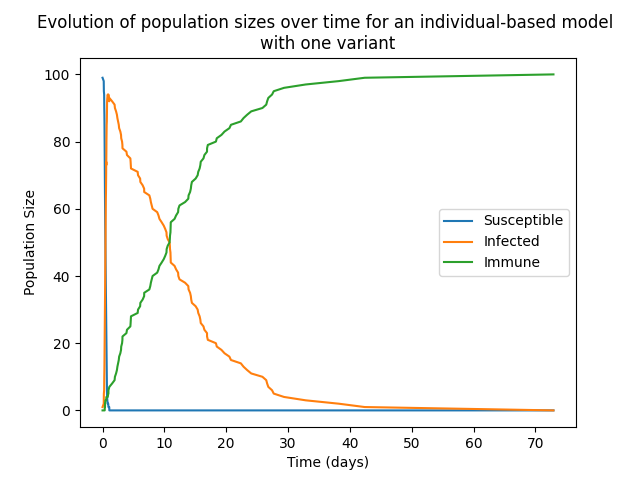 Evolution of population sizes over time for an individual-based model
with one variant
Population Size
100
80
60
40
20
0
Susceptible
Infected
Immune
0 10 20 30 40 50 60 70
Time (days)